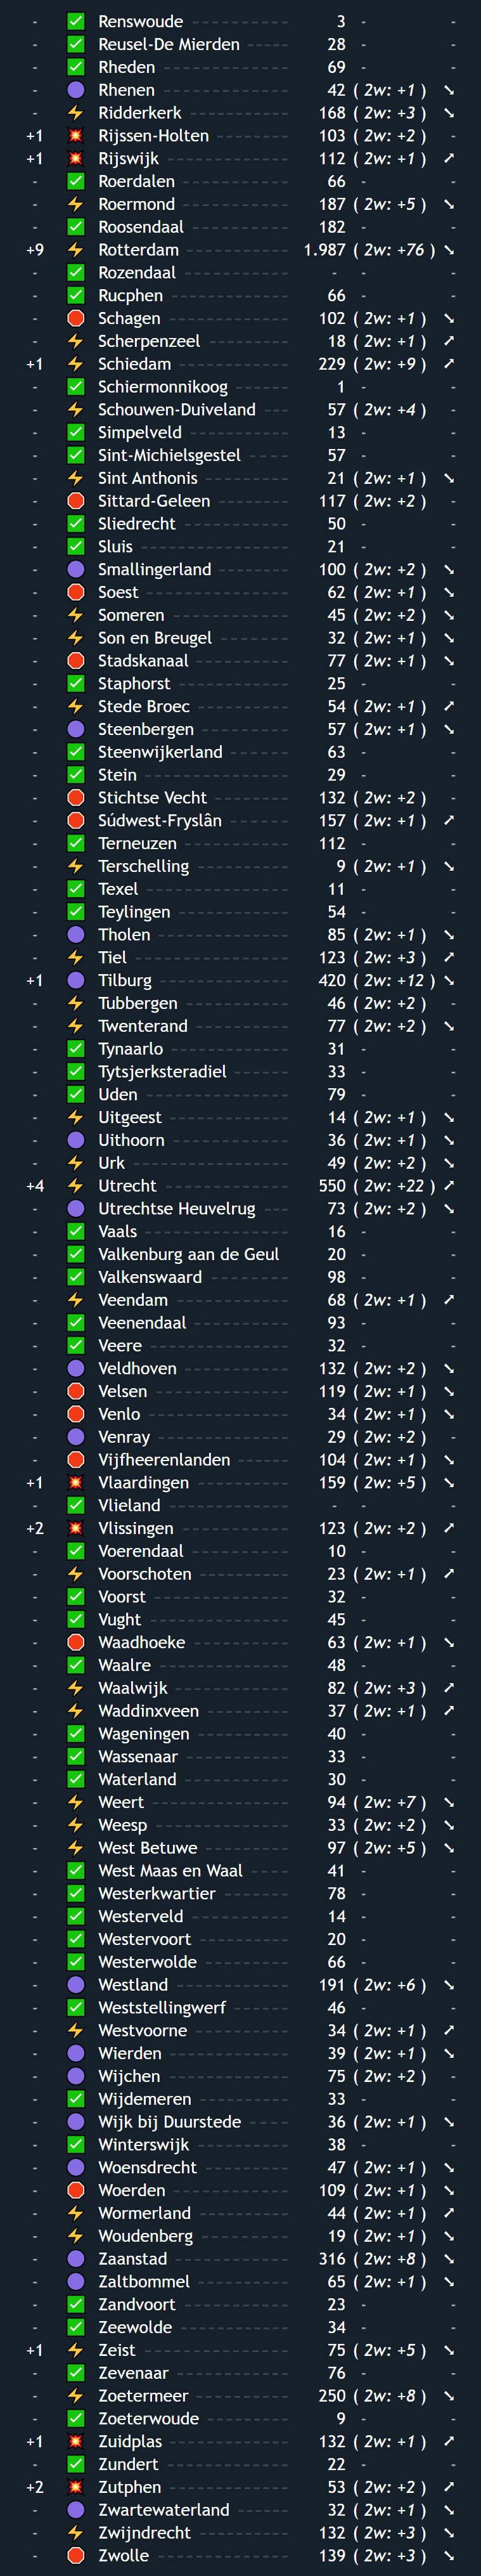 - ✅ Renswoude ------------ 3 - -
- ✅ Reusel-De Mierden ----- 28 - -
- ✅ Rheden -------------- 69 - -
- 🟣 Rhenen -------------- 42 ( 2w: +1 ) ↘
- ⚡ Ridderkerk ------------ 168 ( 2w: +3 ) ↘
+1 💥 Rijssen-Holten --------- 103 ( 2w: +2 ) -
+1 💥 Rijswijk -------------- 112 ( 2w: +1 ) ↗
- ✅ Roerdalen ------------ 66 - -
- ⚡ Roermond ------------ 187 ( 2w: +5 ) ↘
- ✅ Roosendaal ----------- 182 - -
+9 ⚡ Rotterdam ------------ 1.987 ( 2w: +76 ) ↘
- ✅ Rozendaal ------------ - - -
- ✅ Rucphen ------------- 66 - -
- 🛑 Schagen ------------- 102 ( 2w: +1 ) ↘
- ⚡ Scherpenzeel ---------- 18 ( 2w: +1 ) ↗
+1 ⚡ Schiedam ------------- 229 ( 2w: +9 ) ↗
- ✅ Schiermonnikoog ------- 1 - -
- ⚡ Schouwen-Duiveland ---- 57 ( 2w: +4 ) -
- ✅ Simpelveld ------------ 13 - -
- ✅ Sint-Michielsgestel ----- 57 - -
- ⚡ Sint Anthonis ---------- 21 ( 2w: +1 ) ↘
- 🛑 Sittard-Geleen --------- 117 ( 2w: +2 ) -
- ✅ Sliedrecht ------------ 50 - -
- ✅ Sluis ---------------- 21 - -
- 🟣 Smallingerland -------- 100 ( 2w: +2 ) ↘
- 🛑 Soest ---------------- 62 ( 2w: +1 ) ↘
- ⚡ Someren ------------- 45 ( 2w: +2 ) ↘
- ⚡ Son en Breugel -------- 32 ( 2w: +1 ) ↘
- 🛑 Stadskanaal ----------- 77 ( 2w: +1 ) ↘
- ✅ Staphorst ------------ 25 - -
- ⚡ Stede Broec ---------- 54 ( 2w: +1 ) ↗
- 🟣 Steenbergen ---------- 57 ( 2w: +1 ) ↘
- ✅ Steenwijkerland ------- 63 - -
- ✅ Stein ---------------- 29 - -
- 🛑 Stichtse Vecht --------- 132 ( 2w: +2 ) -
- 🛑 Súdwest-Fryslân ------- 157 ( 2w: +1 ) ↗
- ✅ Terneuzen ------------ 112 - -
- ⚡ Terschelling ---------- 9 ( 2w: +1 ) ↘
- ✅ Texel ---------------- 11 - -
- ✅ Teylingen ------------ 54 - -
- 🟣 Tholen --------------- 85 ( 2w: +1 ) ↘
- ⚡ Tiel ----------------- 123 ( 2w: +3 ) ↗
+1 🟣 Tilburg -------------- 420 ( 2w: +12 ) ↘
- ⚡ Tubbergen ----------- 46 ( 2w: +2 ) -
- ⚡ Twenterand ---------- 77 ( 2w: +2 ) ↘
- ✅ Tynaarlo ------------- 31 - -
- ✅ Tytsjerksteradiel ------ 33 - -
- ✅ Uden --------------- 79 - -
- ⚡ Uitgeest ------------- 14 ( 2w: +1 ) ↘
- 🟣 Uithoorn ------------- 36 ( 2w: +1 ) ↘
- ⚡ Urk ----------------- 49 ( 2w: +2 ) ↘
+4 ⚡ Utrecht -------------- 550 ( 2w: +22 ) ↗
- 🟣 Utrechtse Heuvelrug --- 73 ( 2w: +2 ) ↘
- ✅ Vaals ---------------- 16 - -
- ✅ Valkenburg aan de Geul 20 - -
- ✅ Valkenswaard --------- 98 - -
- ⚡ Veendam ------------- 68 ( 2w: +1 ) ↗
- ✅ Veenendaal ----------- 93 - -
- ✅ Veere --------------- 32 - -
- 🟣 Veldhoven ------------ 132 ( 2w: +2 ) ↘
- 🛑 Velsen --------------- 119 ( 2w: +1 ) ↘
- 🛑 Venlo --------------- 34 ( 2w: +1 ) ↘
- 🟣 Venray -------------- 29 ( 2w: +2 ) -
- 🛑 Vijfheerenlanden ------ 104 ( 2w: +1 ) ↘
+1 💥 Vlaardingen ----------- 159 ( 2w: +5 ) ↘
- ✅ Vlieland ------------- - - -
+2 💥 Vlissingen ------------ 123 ( 2w: +2 ) ↗
- ✅ Voerendaal ----------- 10 - -
- ⚡ Voorschoten ---------- 23 ( 2w: +1 ) ↗
- ✅ Voorst --------------- 32 - -
- ✅ Vught --------------- 45 - -
- 🛑 Waadhoeke ----------- 63 ( 2w: +1 ) ↘
- ✅ Waalre -------------- 48 - -
- ⚡ Waalwijk ------------- 82 ( 2w: +3 ) ↗
- ⚡ Waddinxveen --------- 37 ( 2w: +1 ) ↗
- ✅ Wageningen ---------- 40 - -
- ✅ Wassenaar ----------- 33 - -
- ✅ Waterland ------------ 30 - -
- ⚡ Weert --------------- 94 ( 2w: +7 ) ↘
- ⚡ Weesp --------------- 33 ( 2w: +2 ) ↘
- ⚡ West Betuwe ---------- 97 ( 2w: +5 ) ↘
- ✅ West Maas en Waal ---- 41 - -
- ✅ Westerkwartier -------- 78 - -
- ✅ Westerveld ----------- 14 - -
- ✅ Westervoort ---------- 20 - -
- ✅ Westerwolde ---------- 66 - -
- 🟣 Westland ------------- 191 ( 2w: +6 ) ↘
- ✅ Weststellingwerf ------ 46 - -
- ⚡ Westvoorne ---------- 34 ( 2w: +1 ) ↗
- 🟣 Wierden ------------- 39 ( 2w: +1 ) ↘
- 🟣 Wijchen ------------- 75 ( 2w: +2 ) -
- ✅ Wijdemeren ---------- 33 - -
- 🟣 Wijk bij Duurstede ---- 36 ( 2w: +1 ) ↘
- ✅ Winterswijk ---------- 38 - -
- 🟣 Woensdrecht --------- 47 ( 2w: +1 ) ↘
- 🛑 Woerden ------------- 109 ( 2w: +1 ) ↘
- ⚡ Wormerland ---------- 44 ( 2w: +1 ) ↗
- ⚡ Woudenberg ---------- 19 ( 2w: +1 ) ↘
- 🟣 Zaanstad ------------- 316 ( 2w: +8 ) ↘
- 🟣 Zaltbommel ---------- 65 ( 2w: +1 ) ↘
- ✅ Zandvoort ------------ 23 - -
- ✅ Zeewolde ------------ 34 - -
+1 ⚡ Zeist ---------------- 75 ( 2w: +5 ) ↘
- ✅ Zevenaar ------------- 76 - -
- ⚡ Zoetermeer ----------- 250 ( 2w: +8 ) ↘
- ✅ Zoeterwoude --------- 9 - -
+1 💥 Zuidplas ------------- 132 ( 2w: +1 ) ↗
- ✅ Zundert ------------- 22 - -
+2 💥 Zutphen ------------- 53 ( 2w: +2 ) ↗
- 🟣 Zwartewaterland ------ 32 ( 2w: +1 ) ↘
- ⚡ Zwijndrecht ---------- 132 ( 2w: +3 ) ↘
- 🛑 Zwolle --------------- 139 ( 2w: +3 ) ↘